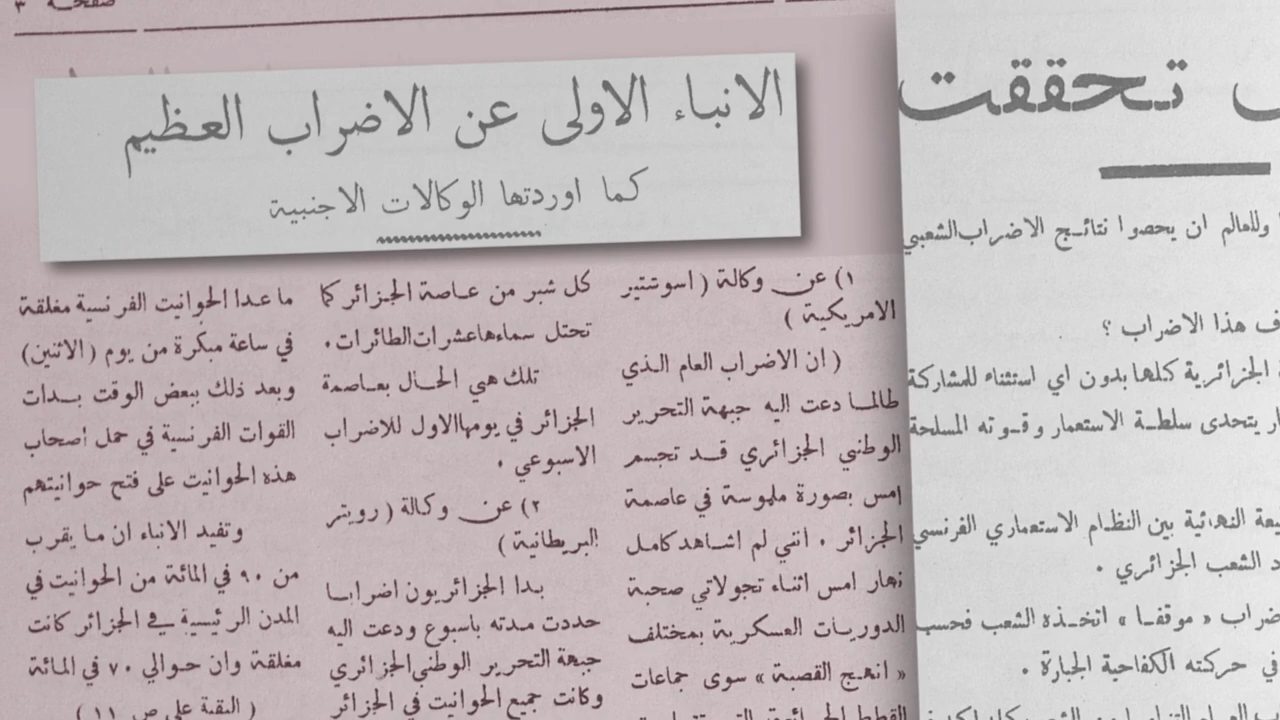 صفحة ٣
الانباء الاولى عن الاضراب العظيم
كما اوردتها الوكالات الاجنبية
١) عن وكالة ( اسوشتيتر
الامريكية )
( ان الاضراب العام الذي
طالما دعت اليه جبهة التحرير
الوطني الجزائري قد تجسم
امس بصورة ملموسة في عاصمة
الجزائر . انني لم اشاهد كامل
نهار امس اثناء تجولاتي صحبة
الدوريات العسكرية بمختلف
« انهج القصبة » سوى جماعات
كل شبر من عاصة الجزائر كما
تحتل سماءها عشرات الطائرات .
تلك هي الحال بعاصمة
الجزائر في يومها الاول للاضراب
الاسبوعي .
٢) عن وكالة ( رويتر
البريطانية )
بدا الجزائريون اضرابا
حددت مدته باسبوع ودعت اليه
جبهة التحرير الوطني الجزائري
وكانت جميع الحوانيت في الجزائر
ما عدا الحوانيت الفرنسية مغلقة
في ساعة مبكرة من يوم ( الاثنين )
وبعد ذلك ببعض الوقت بدات
القوات الفرنسية في حمل اصحاب
هذه الحوانيت على فتح حوانيتهم
وتفيد الانباء ان ما يقرب
من ٩٠ في المائة من الحوانيت في
المدن الرئيسية في الجزائر كانت
مغلقة وان حوالي ٧٠ في المائة
( البقية على ص ١١ )
تحققت
وللعالم ان يحصوا نتائج الاضراب الشعبي
هذا الاضراب ؟
الجزائرية كلها بدون اي استثناء للمشاركة
يتحدى سلطة الاستعمار وقوته المسلحة
النهائية بين النظام الاستعماري الفرنسي
الشعب الجزائري .
« موقفا » اتخذه الشعب فحسب
في حركته الكفاحية الجبارة .